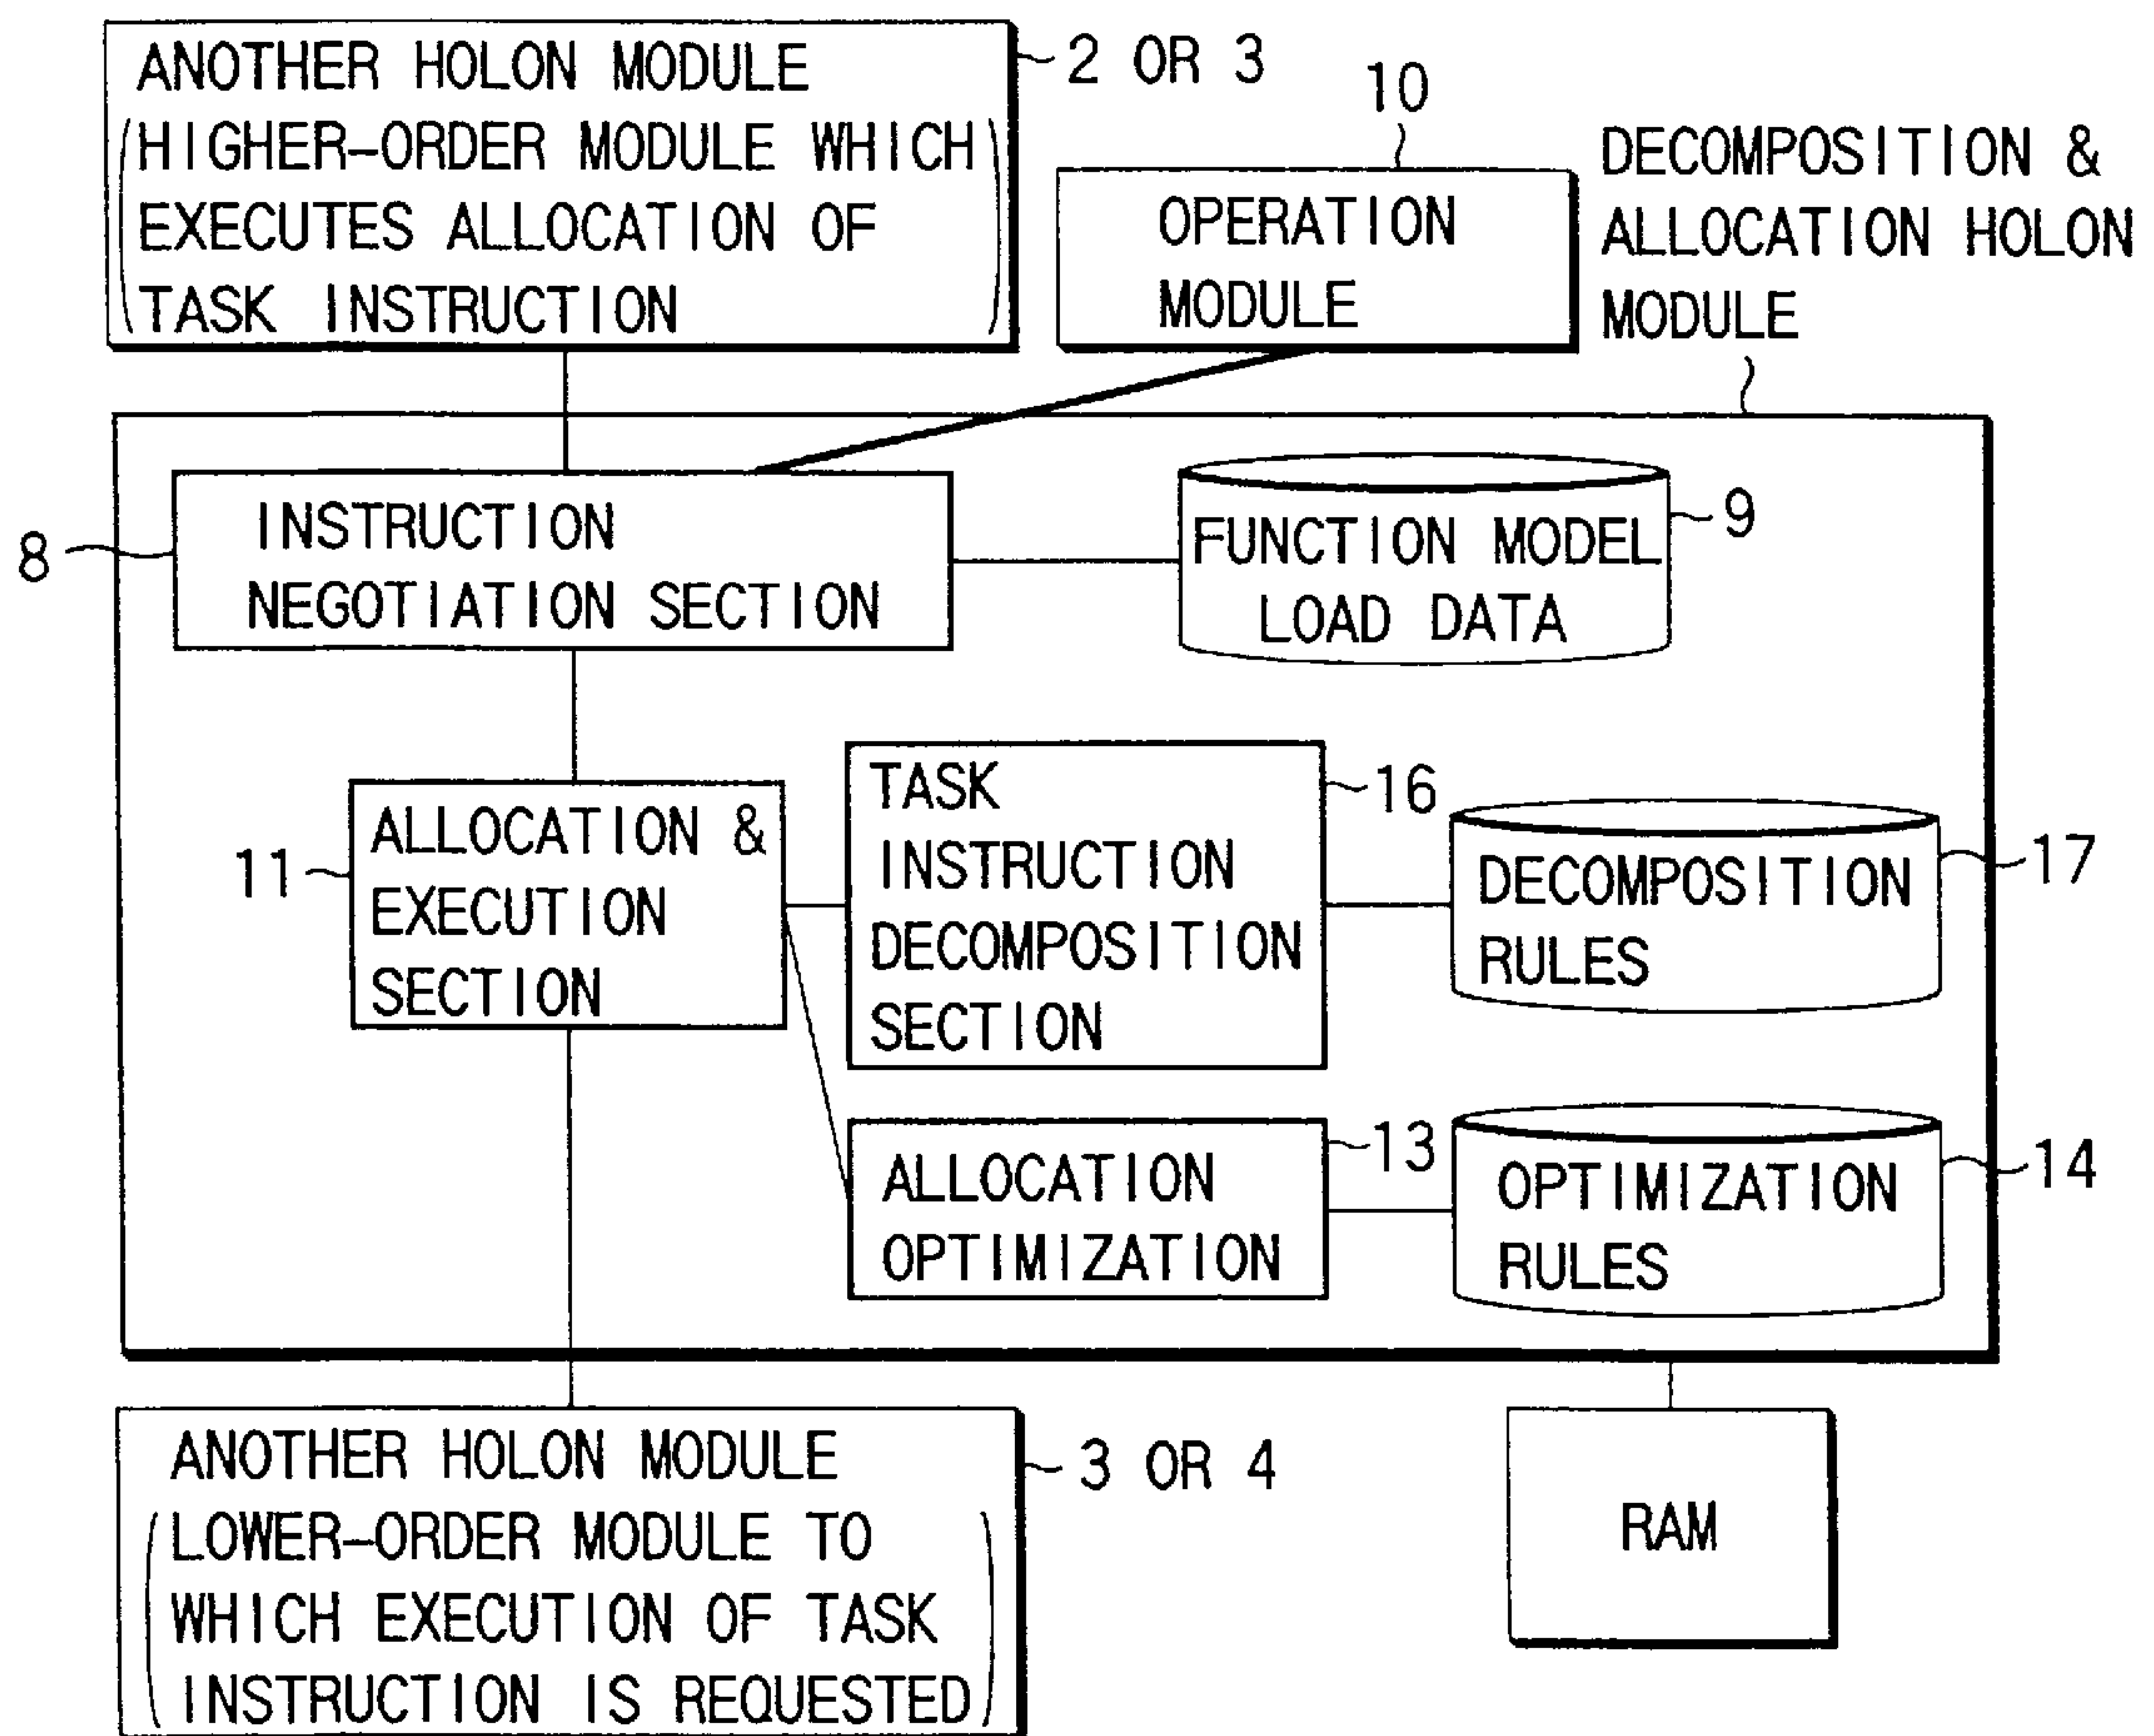 ANOTHER HOLON MODULE
(HIGHER-ORDER MODULE WHICH
EXECUTES ALLOCATION OF
TASK INSTRUCTION)
2 OR 3
10
OPERATION
MODULE
DECOMPOSITION &
ALLOCATION HOLON
MODULE
8
INSTRUCTION
NEGOTIATION SECTION
FUNCTION MODEL
LOAD DATA
9
11
ALLOCATION &
EXECUTION
SECTION
TASK
INSTRUCTION
DECOMPOSITION
SECTION
16
DECOMPOSITION
RULES
17
ALLOCATION
OPTIMIZATION
13
OPTIMIZATION
RULES
14
ANOTHER HOLON MODULE
(LOWER-ORDER MODULE TO
WHICH EXECUTION OF TASK
INSTRUCTION IS REQUESTED)
3 OR 4
RAM